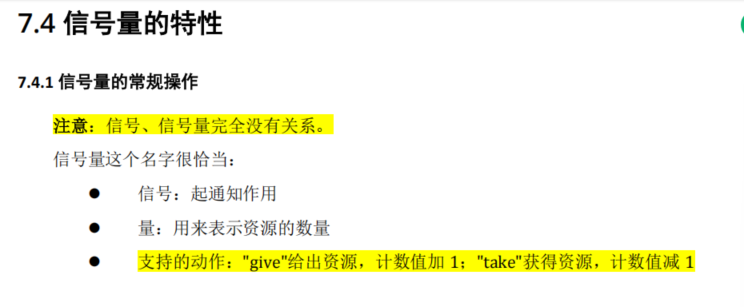 7.4 信号量的特性
7.4.1 信号量的常规操作
注意：信号、信号量完全没有关系。
信号量这个名字很恰当：
● 信号：起通知作用
● 量：用来表示资源的数量
● 支持的动作："give"给出资源，计数值加 1；"take"获得资源，计数值减 1